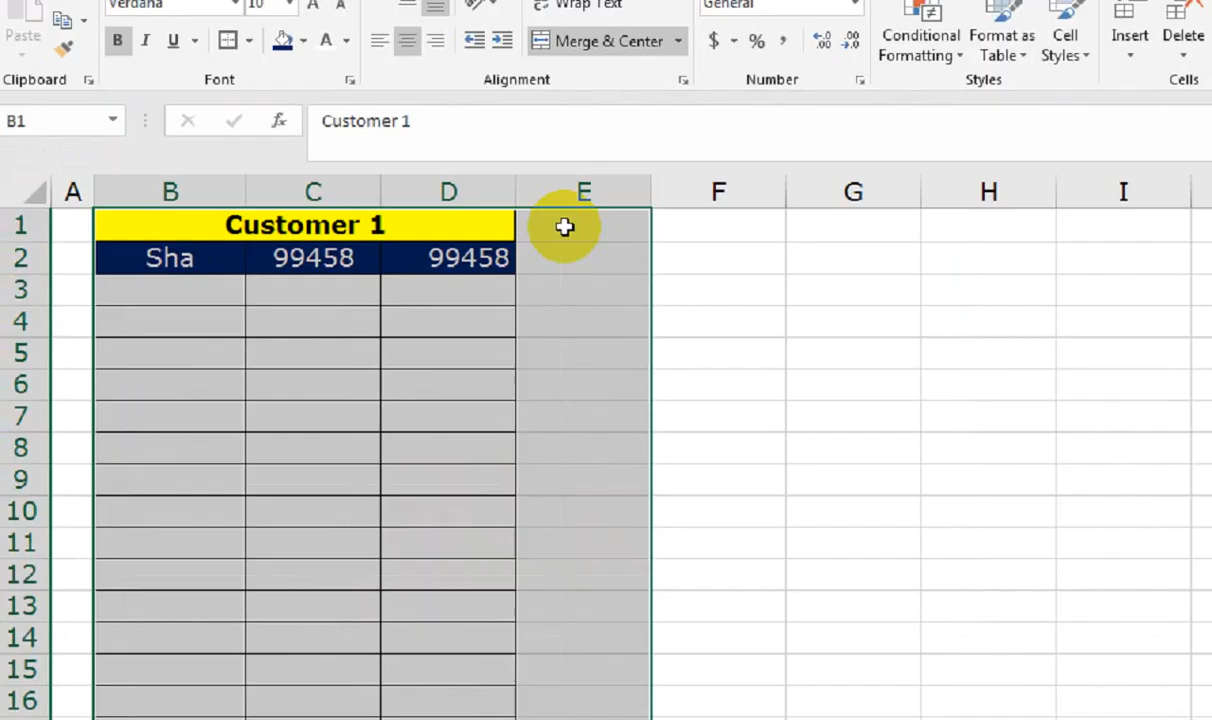 Verdana 10 Wrap Text General
Paste B I U A Merge & Center $ % , .00 Conditional Formatting Format as Table Cell Styles Insert Delete
Clipboard Font Alignment Number Styles Cells
B1 fx Customer 1
A B C D E F G H I
1 Customer 1
2 Sha 99458 99458
3
4
5
6
7
8
9
10
11
12
13
14
15
16